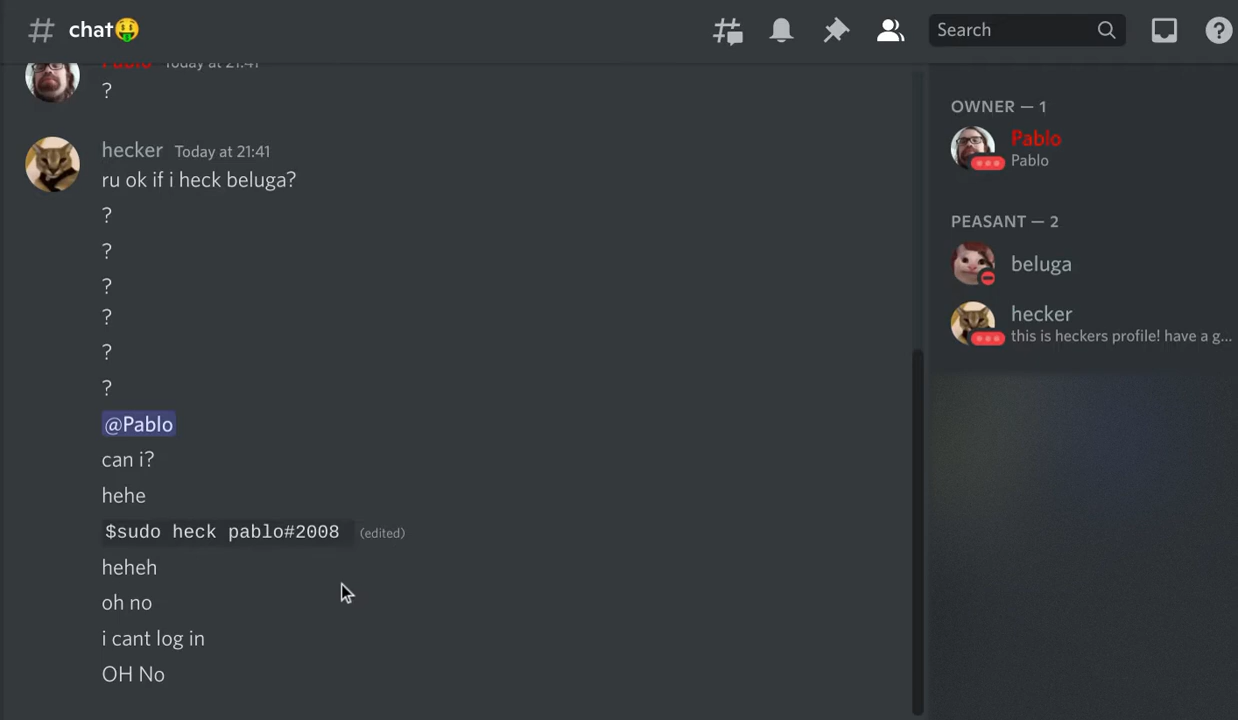 # chat🤑
Search
Pablo Today at 21:41
?
hecker Today at 21:41
ru ok if i heck beluga?
?
?
?
?
?
?
@Pablo
can i?
hehe
$sudo heck pablo#2008 (edited)
heheh
oh no
i cant log in
OH No
OWNER — 1
Pablo
Pablo
PEASANT — 2
beluga
hecker
this is heckers profile! have a g...